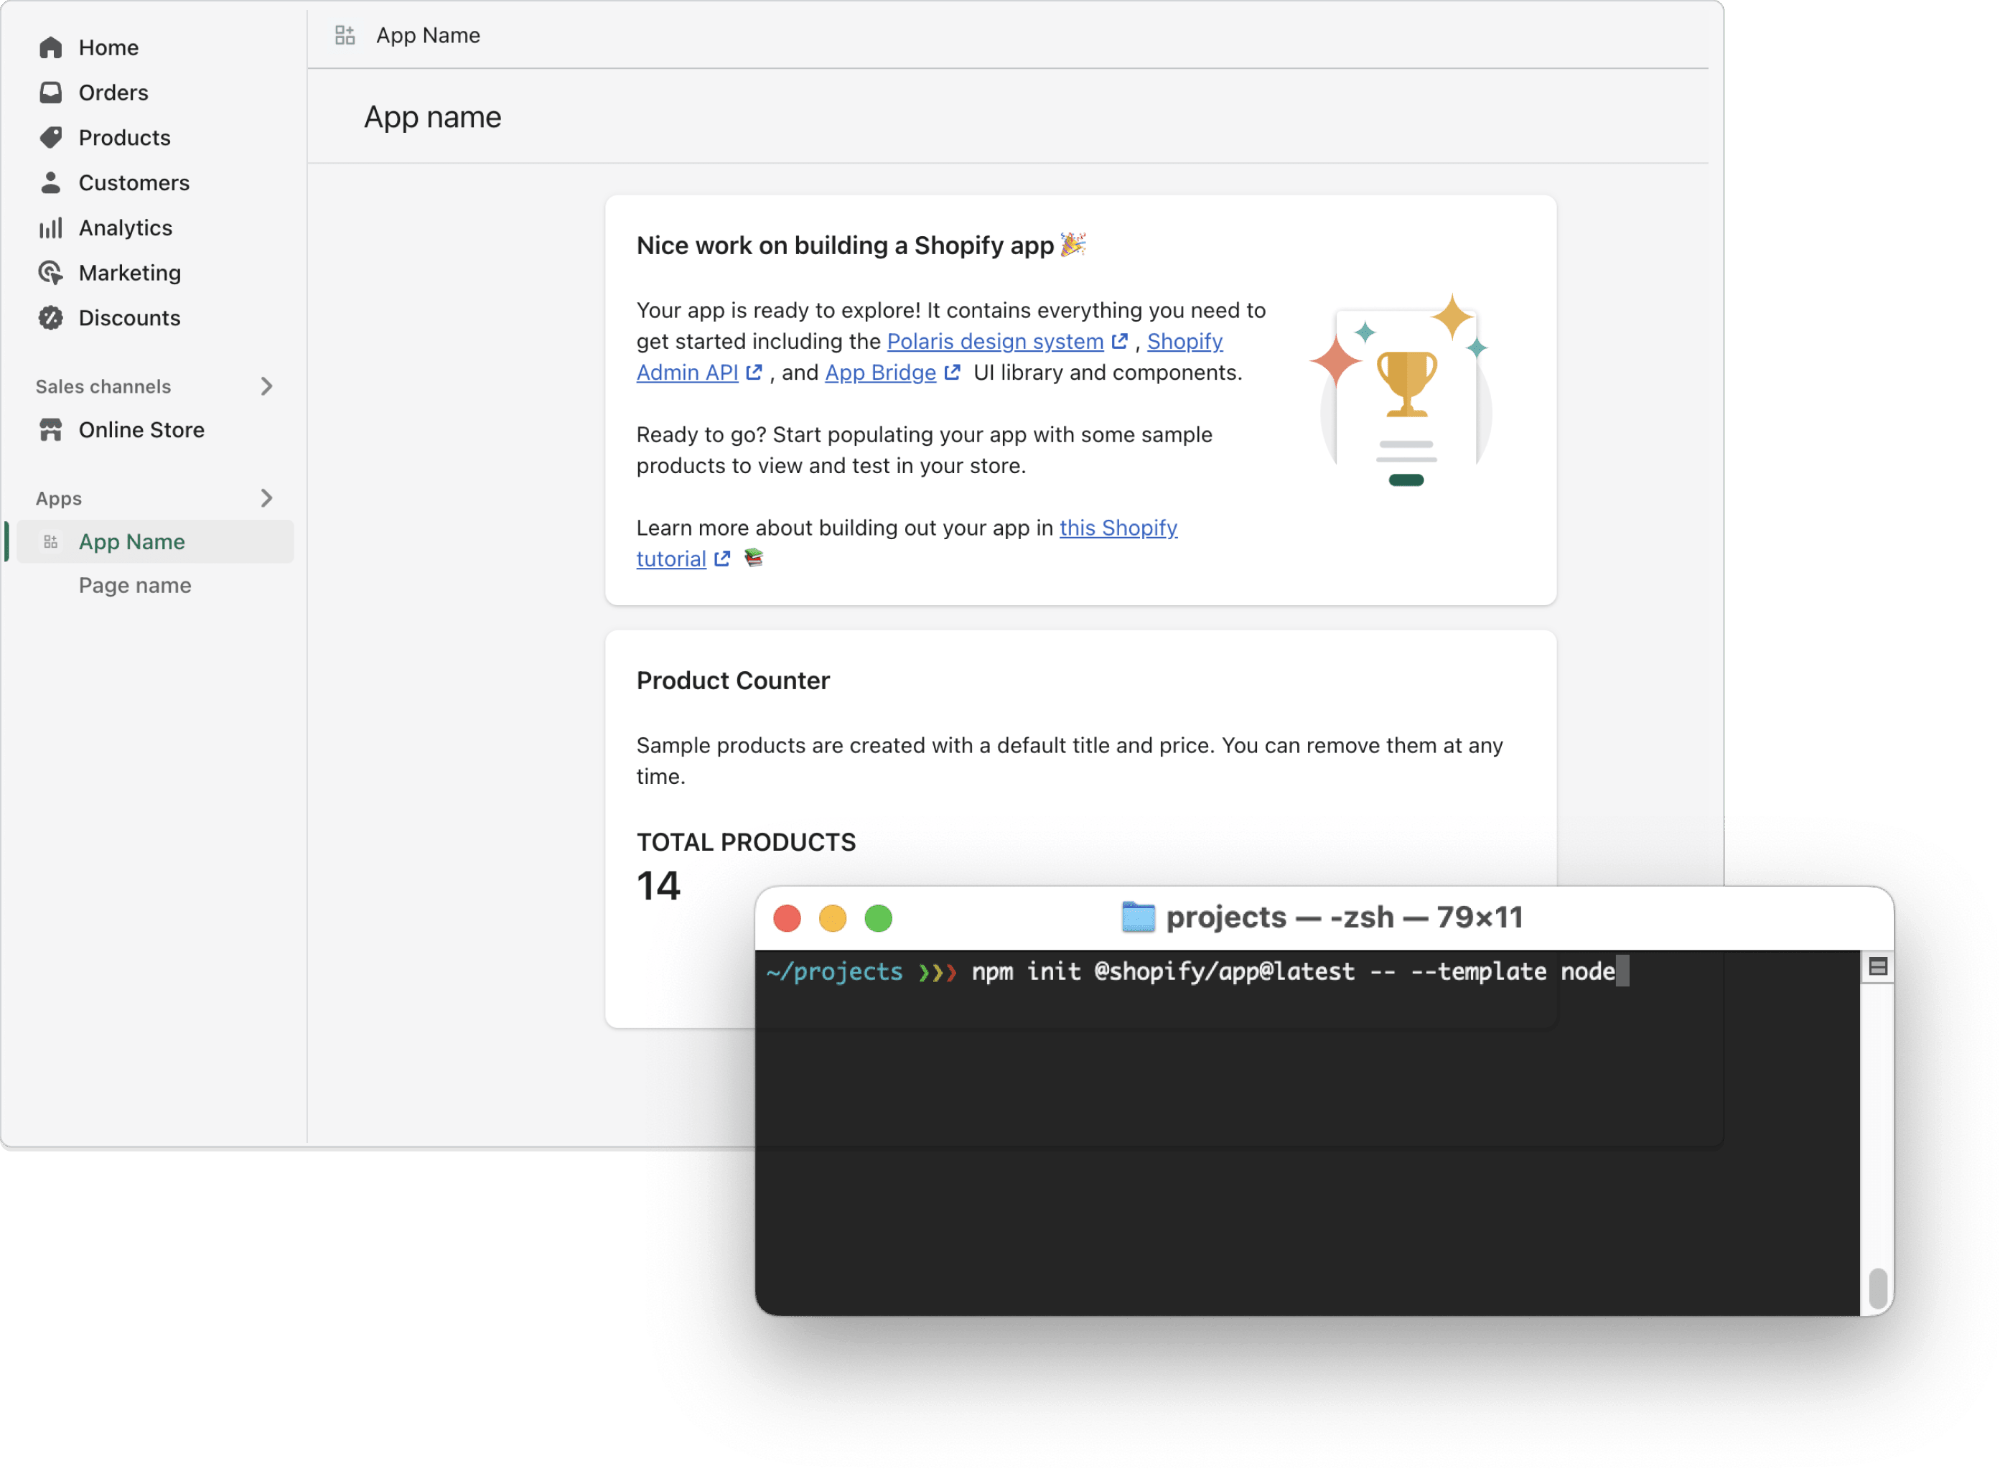 Home
Orders
Products
Customers
Analytics
Marketing
Discounts
Sales channels
Online Store
Apps
App Name
Page name
App Name
App name
Nice work on building a Shopify app 🎉
Your app is ready to explore! It contains everything you need to
get started including the Polaris design system , Shopify
Admin API , and App Bridge UI library and components.
Ready to go? Start populating your app with some sample
products to view and test in your store.
Learn more about building out your app in this Shopify
tutorial 📚
Product Counter
Sample products are created with a default title and price. You can remove them at any
time.
TOTAL PRODUCTS
14
projects — -zsh — 79×11
~/projects ❯❯❯ npm init @shopify/app@latest -- --template node